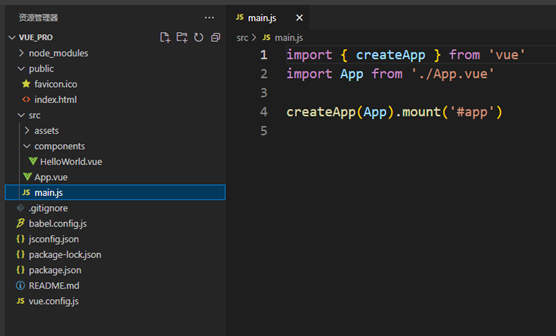 资源管理器
VUE_PRO
node_modules
public
favicon.ico
index.html
src
assets
components
HelloWorld.vue
App.vue
main.js
.gitignore
babel.config.js
jsconfig.json
package-lock.json
package.json
README.md
vue.config.js
JS main.js
src > JS main.js
1 import { createApp } from 'vue'
2 import App from './App.vue'
3
4 createApp(App).mount('#app')
5